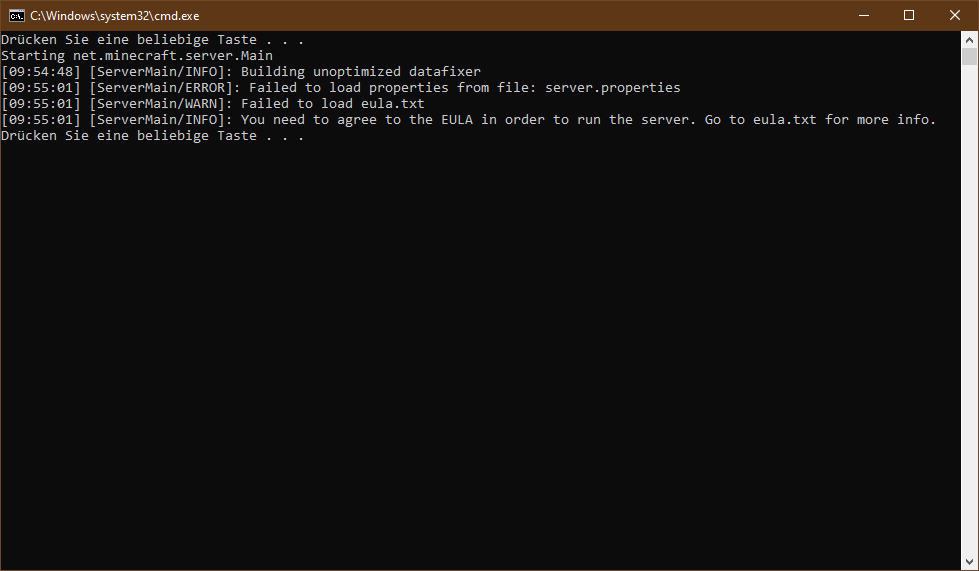 C:\Windows\system32\cmd.exe
Drücken Sie eine beliebige Taste . . .
Starting net.minecraft.server.Main
[09:54:48] [ServerMain/INFO]: Building unoptimized datafixer
[09:55:01] [ServerMain/ERROR]: Failed to load properties from file: server.properties
[09:55:01] [ServerMain/WARN]: Failed to load eula.txt
[09:55:01] [ServerMain/INFO]: You need to agree to the EULA in order to run the server. Go to eula.txt for more info.
Drücken Sie eine beliebige Taste . . .